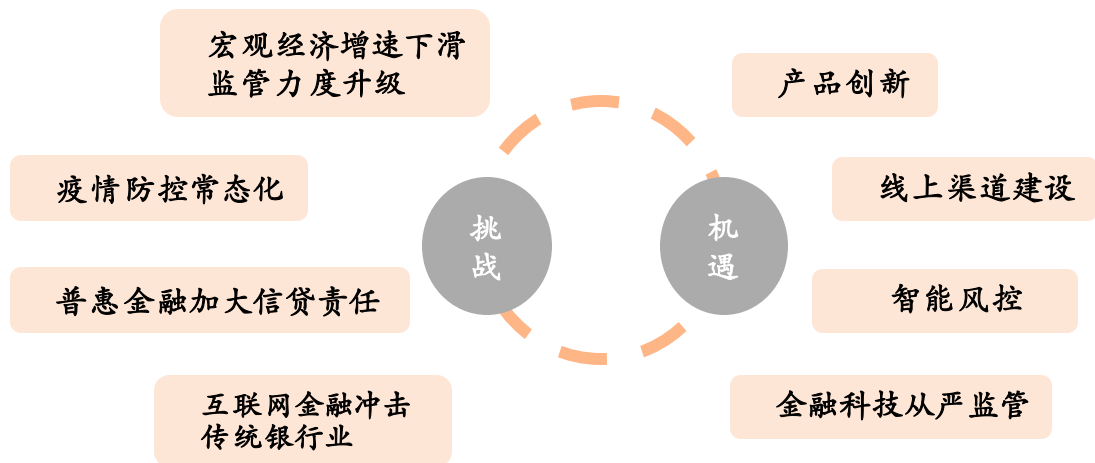 宏观经济增速下滑
监管力度升级
疫情防控常态化
普惠金融加大信贷责任
互联网金融冲击
传统银行业
挑
战
机
遇
产品创新
线上渠道建设
智能风控
金融科技从严监管